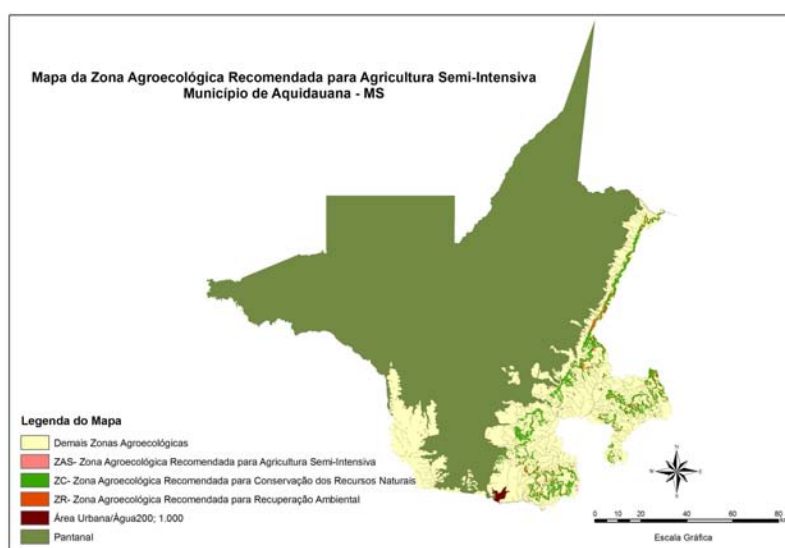 Mapa da Zona Agroecológica Recomendada para Agricultura Semi-Intensiva
Município de Aquidauana - MS
Legenda do Mapa
Demais Zonas Agroecológicas
ZAS- Zona Agroecológica Recomendada para Agricultura Semi-Intensiva
ZC- Zona Agroecológica Recomendada para Conservação dos Recursos Naturais
ZR- Zona Agroecológica Recomendada para Recuperação Ambiental
Área Urbana/Água200; 1.000
Pantanal
N
W
E
S
0 20 40 60 80
Escala Gráfica